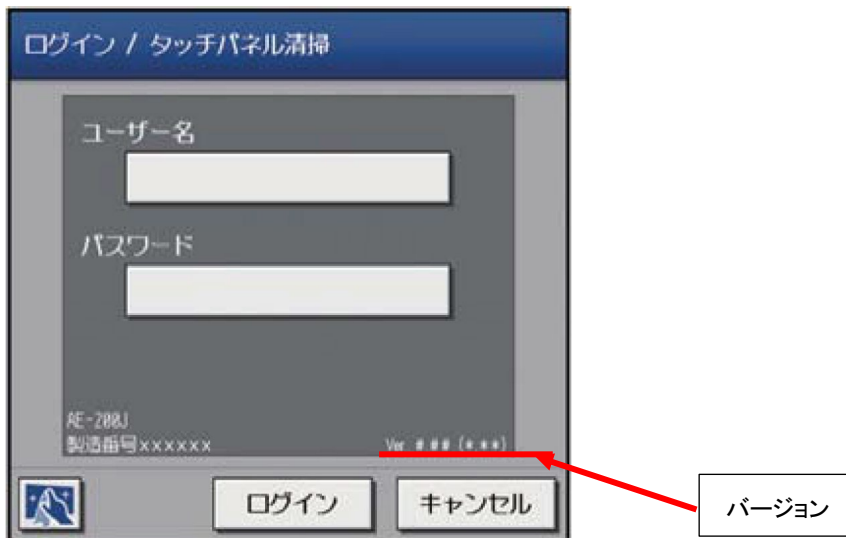 ログイン / タッチパネル清掃
ユーザー名
パスワード
AE-200J
製造番号xxxxxx
Ver. ###(*.**)
ログイン
キャンセル
バージョン